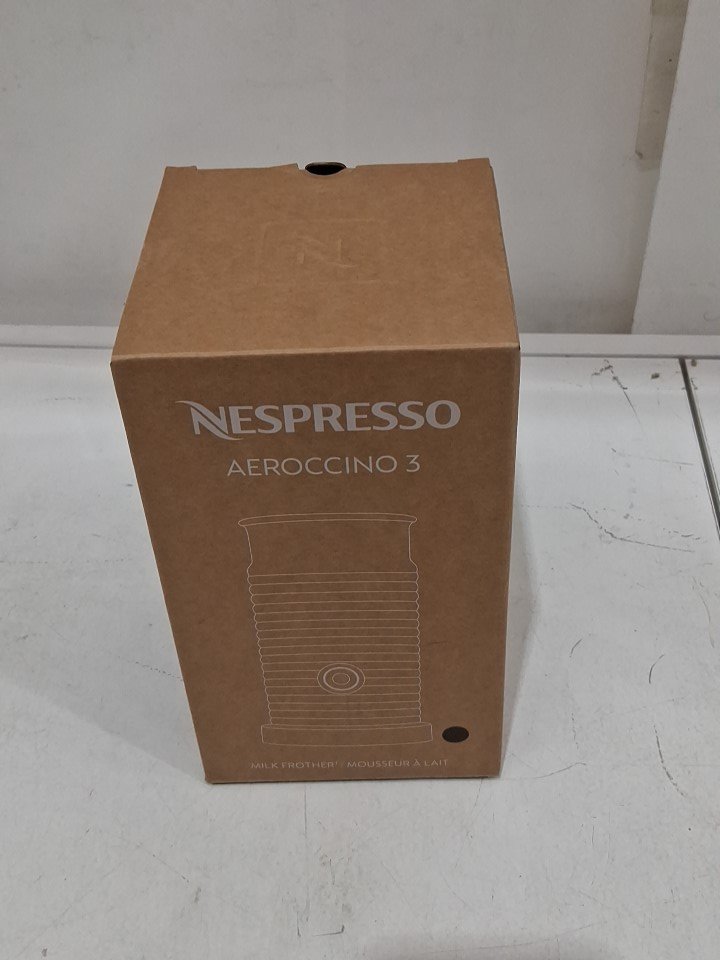 NESPRESSO
AEROCCINO 3
MILK FROTHER / MOUSSEUR À LAIT